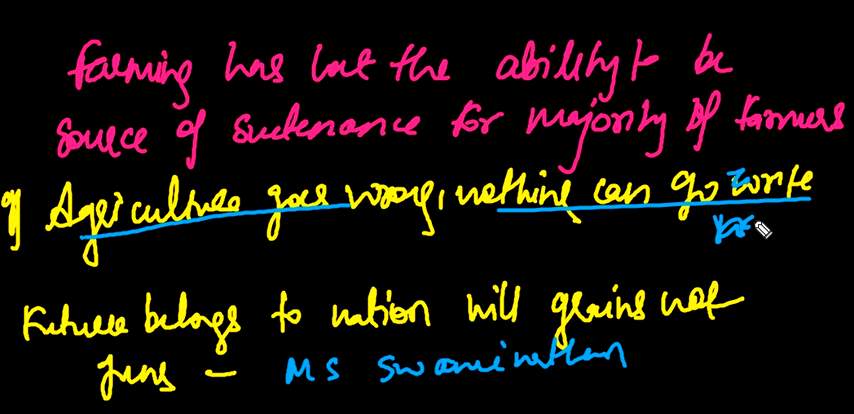 Farming has lost the ability to be
source of sustenance for majority of farmers
If Agriculture goes wrong, nothing can go write
Future belongs to nation with grains not
guns - MS Swaminathan